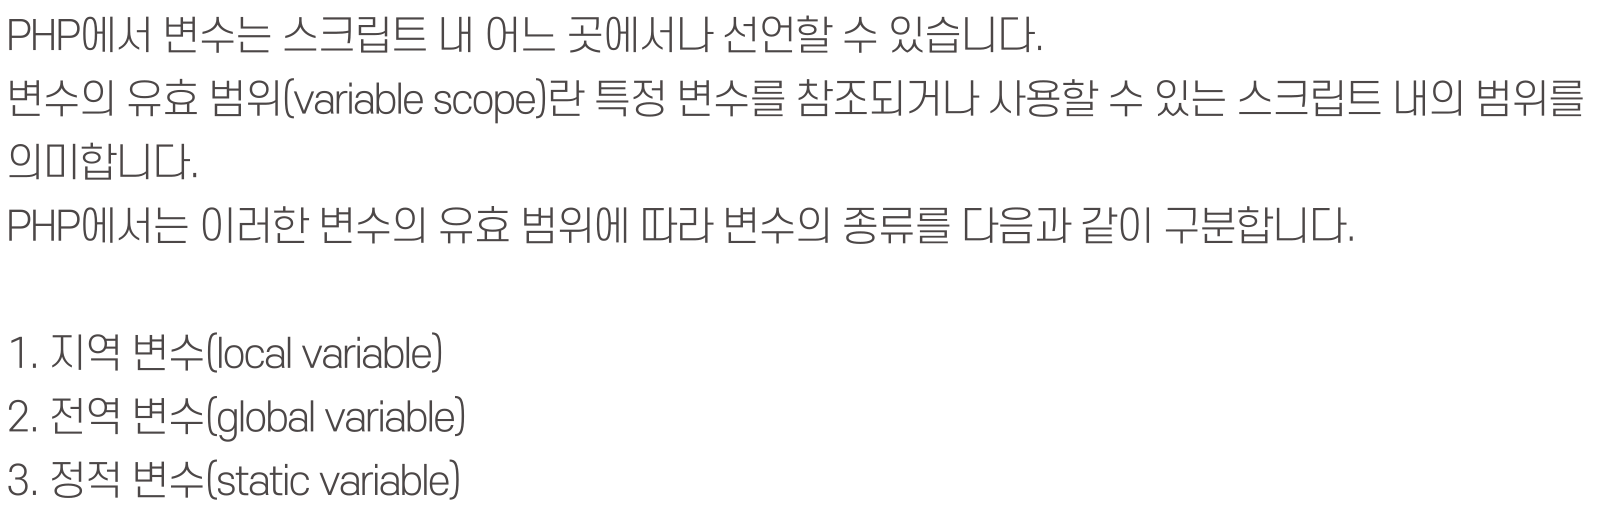 PHP에서 변수는 스크립트 내 어느 곳에서나 선언할 수 있습니다.
변수의 유효 범위(variable scope)란 특정 변수를 참조되거나 사용할 수 있는 스크립트 내의 범위를
의미합니다.
PHP에서는 이러한 변수의 유효 범위에 따라 변수의 종류를 다음과 같이 구분합니다.
1. 지역 변수(local variable)
2. 전역 변수(global variable)
3. 정적 변수(static variable)